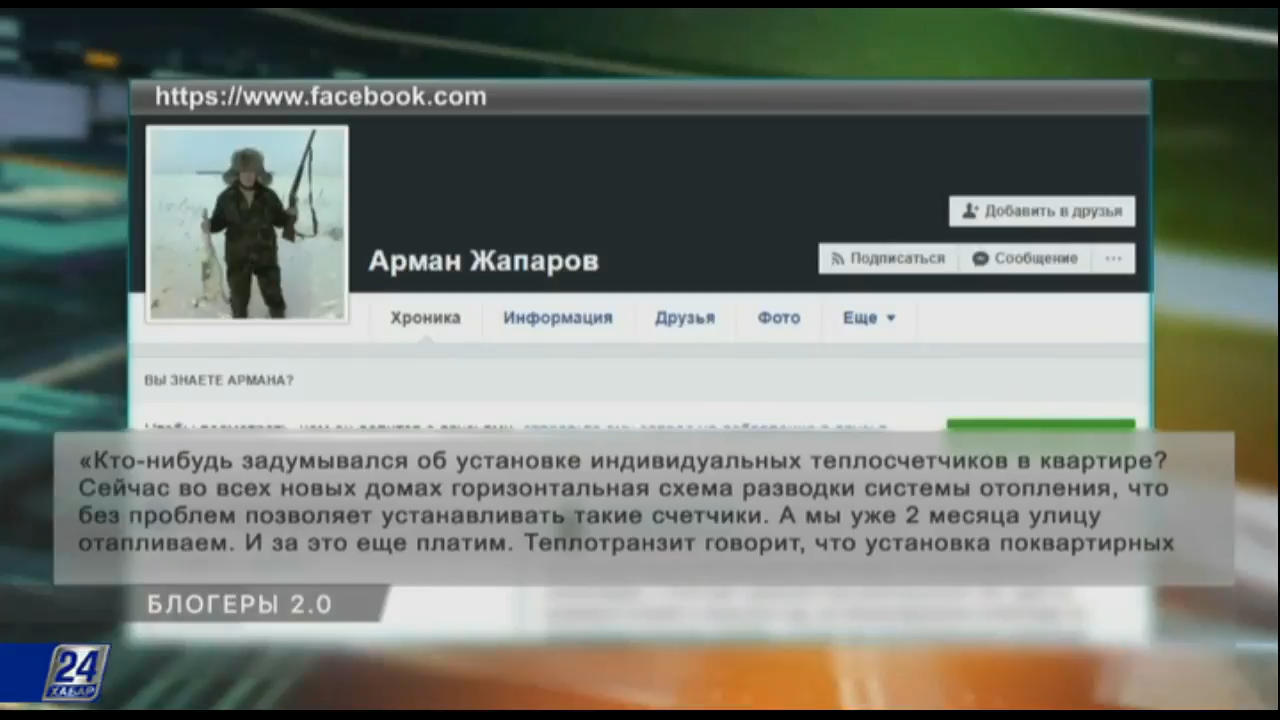 https://www.facebook.com
Добавить в друзья
Арман Жапаров
Подписаться Сообщение ...
Хроника Информация Друзья Фото Еще
ВЫ ЗНАЕТЕ АРМАНА?
«Кто-нибудь задумывался об установке индивидуальных теплосчетчиков в квартире?
Сейчас во всех новых домах горизонтальная схема разводки системы отопления, что
без проблем позволяет устанавливать такие счетчики. А мы уже 2 месяца улицу
отапливаем. И за это еще платим. Теплотранзит говорит, что установка поквартирных
БЛОГЕРЫ 2.0
24
ХАБАР